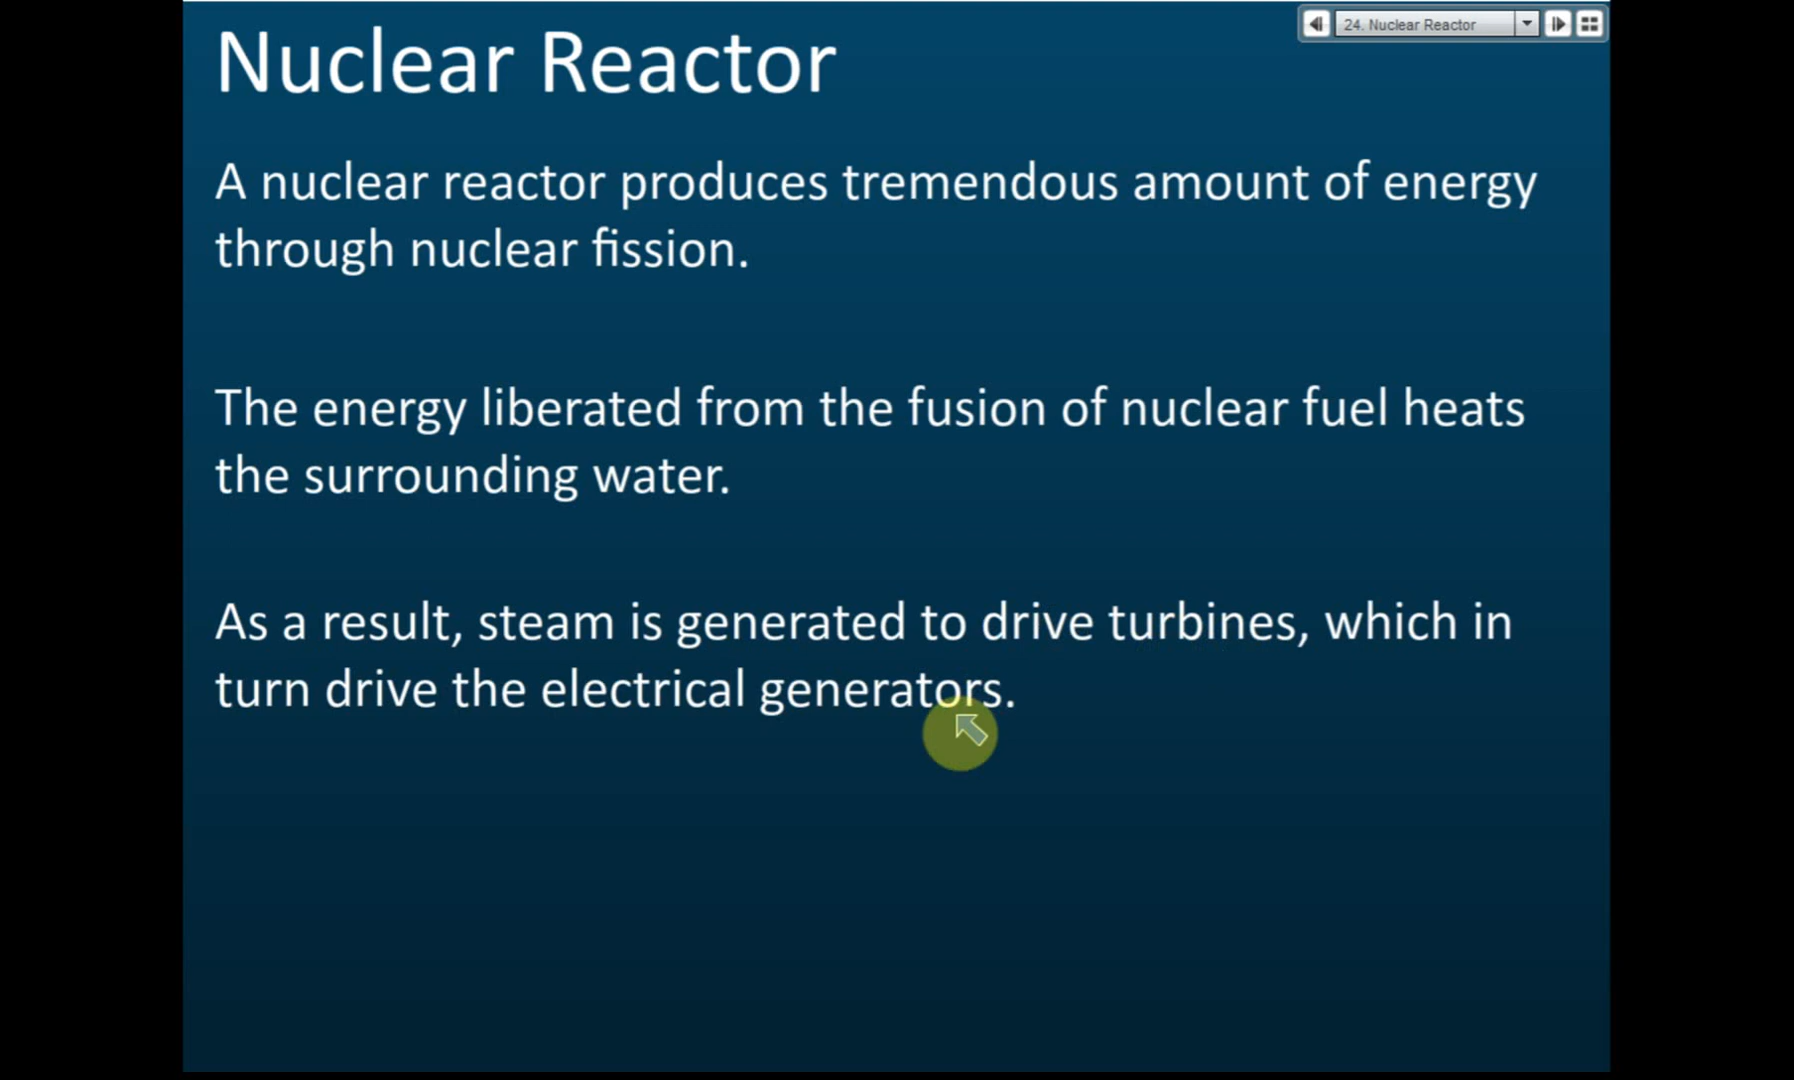 24. Nuclear Reactor
Nuclear Reactor
A nuclear reactor produces tremendous amount of energy
through nuclear fission.
The energy liberated from the fusion of nuclear fuel heats
the surrounding water.
As a result, steam is generated to drive turbines, which in
turn drive the electrical generators.